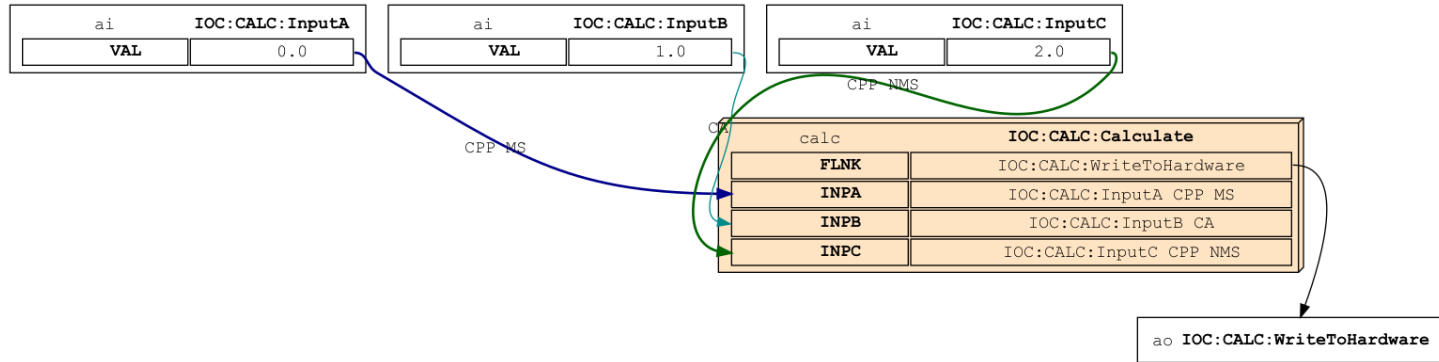 ai IOC:CALC:InputA
VAL 0.0
ai IOC:CALC:InputB
VAL 1.0
ai IOC:CALC:InputC
VAL 2.0
CPP NMS
CA
CPP MS
calc IOC:CALC:Calculate
FLNK IOC:CALC:WriteToHardware
INPA IOC:CALC:InputA CPP MS
INPB IOC:CALC:InputB CA
INPC IOC:CALC:InputC CPP NMS
ao IOC:CALC:WriteToHardware